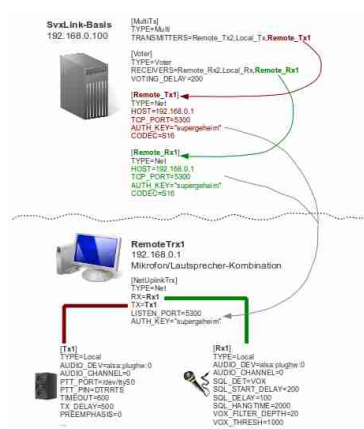 SvxLink-Basis
192.168.0.100
[MultiTx]
TYPE=Multi
TRANSMITTERS=Remote_Tx2,Local_Tx,Remote_Tx1
[Voter]
TYPE=Voter
RECEIVERS=Remote_Rx2,Local_Rx,Remote_Rx1
VOTING_DELAY=200
[Remote_Tx1]
TYPE=Net
HOST=192.168.0.1
TCP_PORT=5300
AUTH_KEY="supergeheim"
CODEC=S16
[Remote_Rx1]
TYPE=Net
HOST=192.168.0.1
TCP_PORT=5300
AUTH_KEY="supergeheim"
CODEC=S16
RemoteTrx1
192.168.0.1
Mikrofon/Lautsprecher-Kombination
[NetUplinkTrx]
TYPE=Net
RX=Rx1
TX=Tx1
LISTEN_PORT=5300
AUTH_KEY="supergeheim"
[Tx1]
TYPE=Local
AUDIO_DEV=alsa:plughw:0
AUDIO_CHANNEL=0
PTT_PORT=/dev/ttyS0
PTT_PIN=DTRRTS
TIMEOUT=600
TX_DELAY=500
PREEMPHASIS=0
...
[Rx1]
TYPE=Local
AUDIO_DEV=alsa:plughw:0
AUDIO_CHANNEL=0
SQL_DET=VOX
SQL_START_DELAY=200
SQL_DELAY=100
SQL_HANGTIME=2000
VOX_FILTER_DEPTH=20
VOX_THRESH=1000